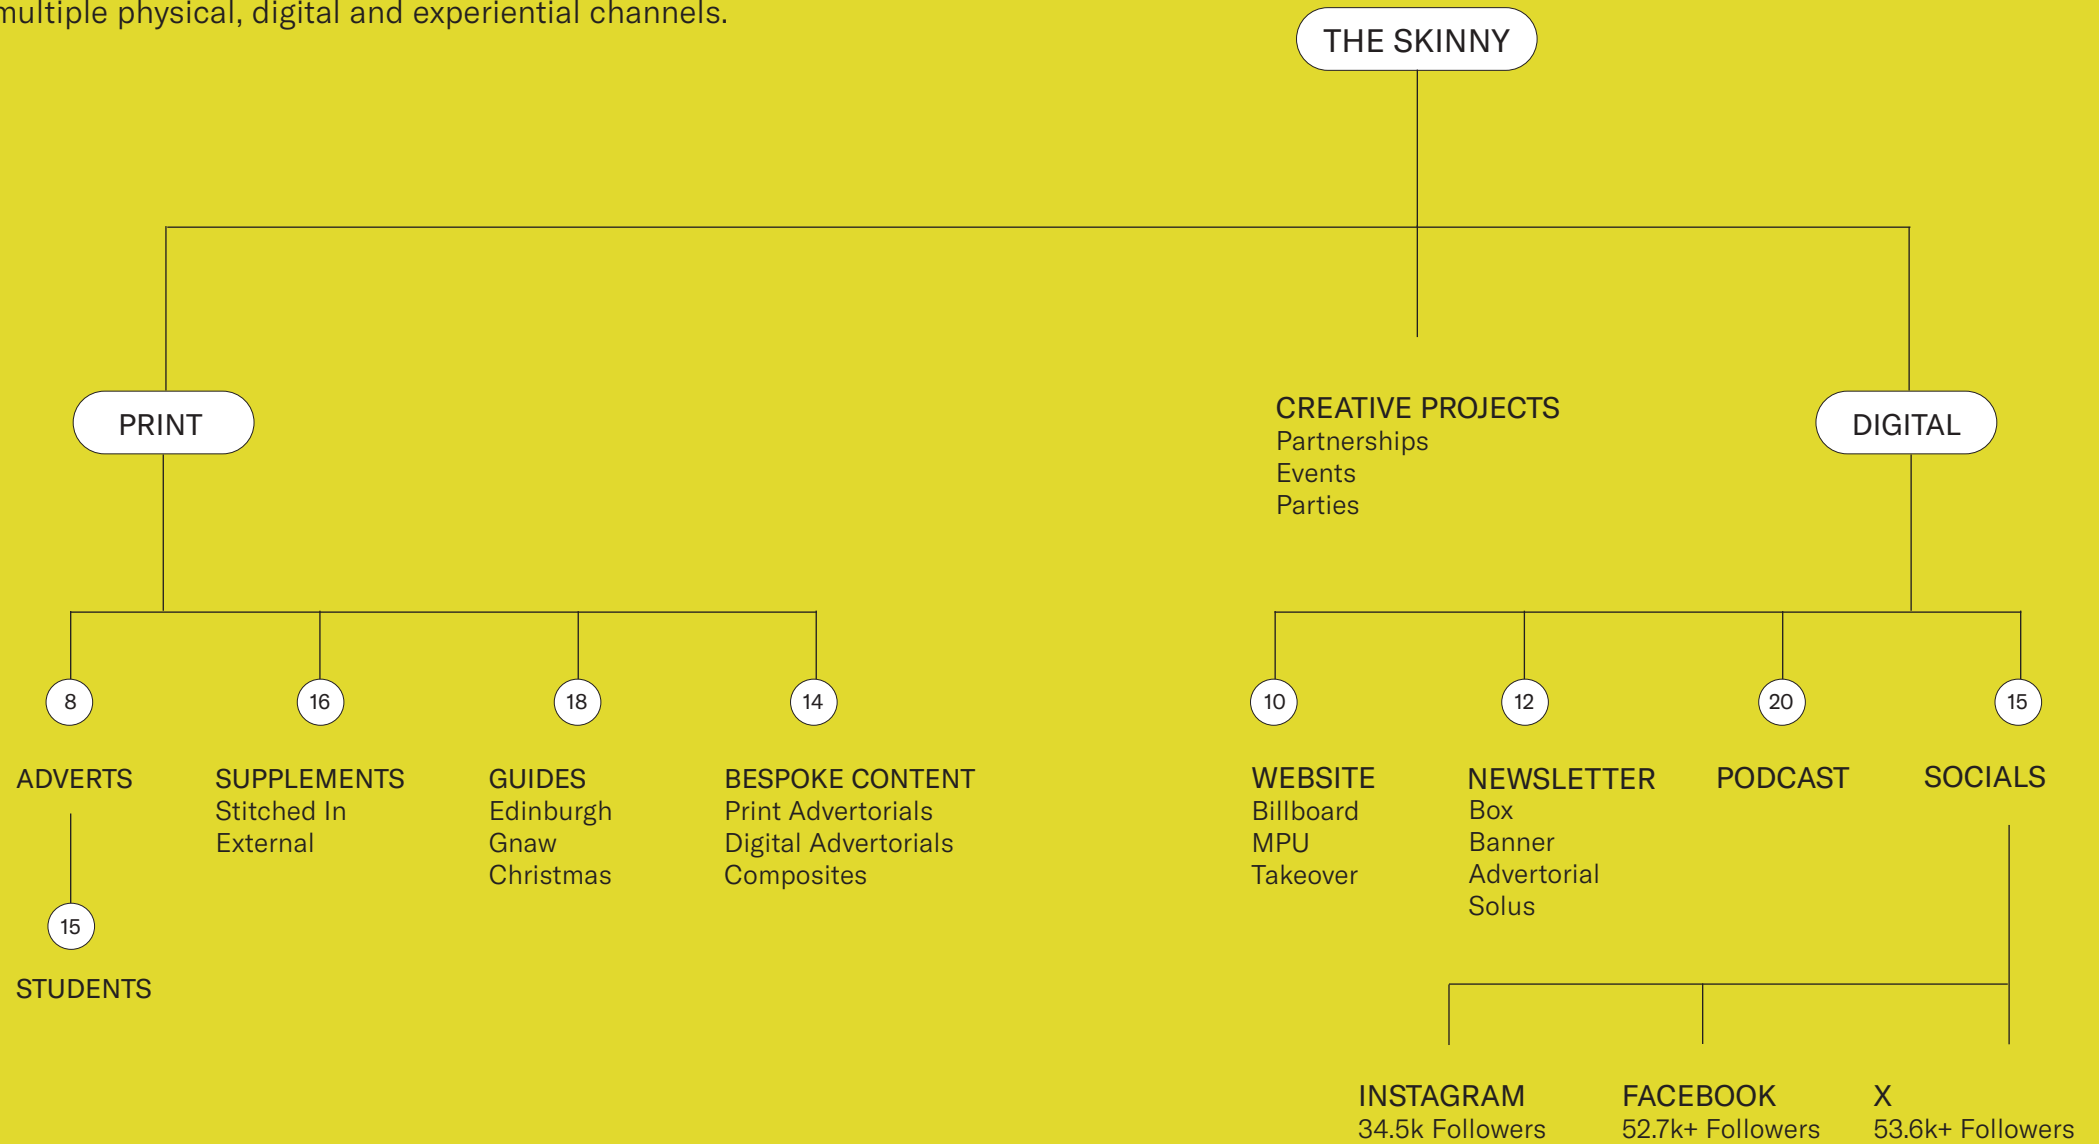 multiple physical, digital and experiential channels.
THE SKINNY
PRINT
CREATIVE PROJECTS
Partnerships
Events
Parties
DIGITAL
8
ADVERTS
15
STUDENTS
16
SUPPLEMENTS
Stitched In
External
18
GUIDES
Edinburgh
Gnaw
Christmas
14
BESPOKE CONTENT
Print Advertorials
Digital Advertorials
Composites
10
WEBSITE
Billboard
MPU
Takeover
12
NEWSLETTER
Box
Banner
Advertorial
Solus
20
PODCAST
15
SOCIALS
INSTAGRAM
34.5k Followers
FACEBOOK
52.7k+ Followers
X
53.6k+ Followers